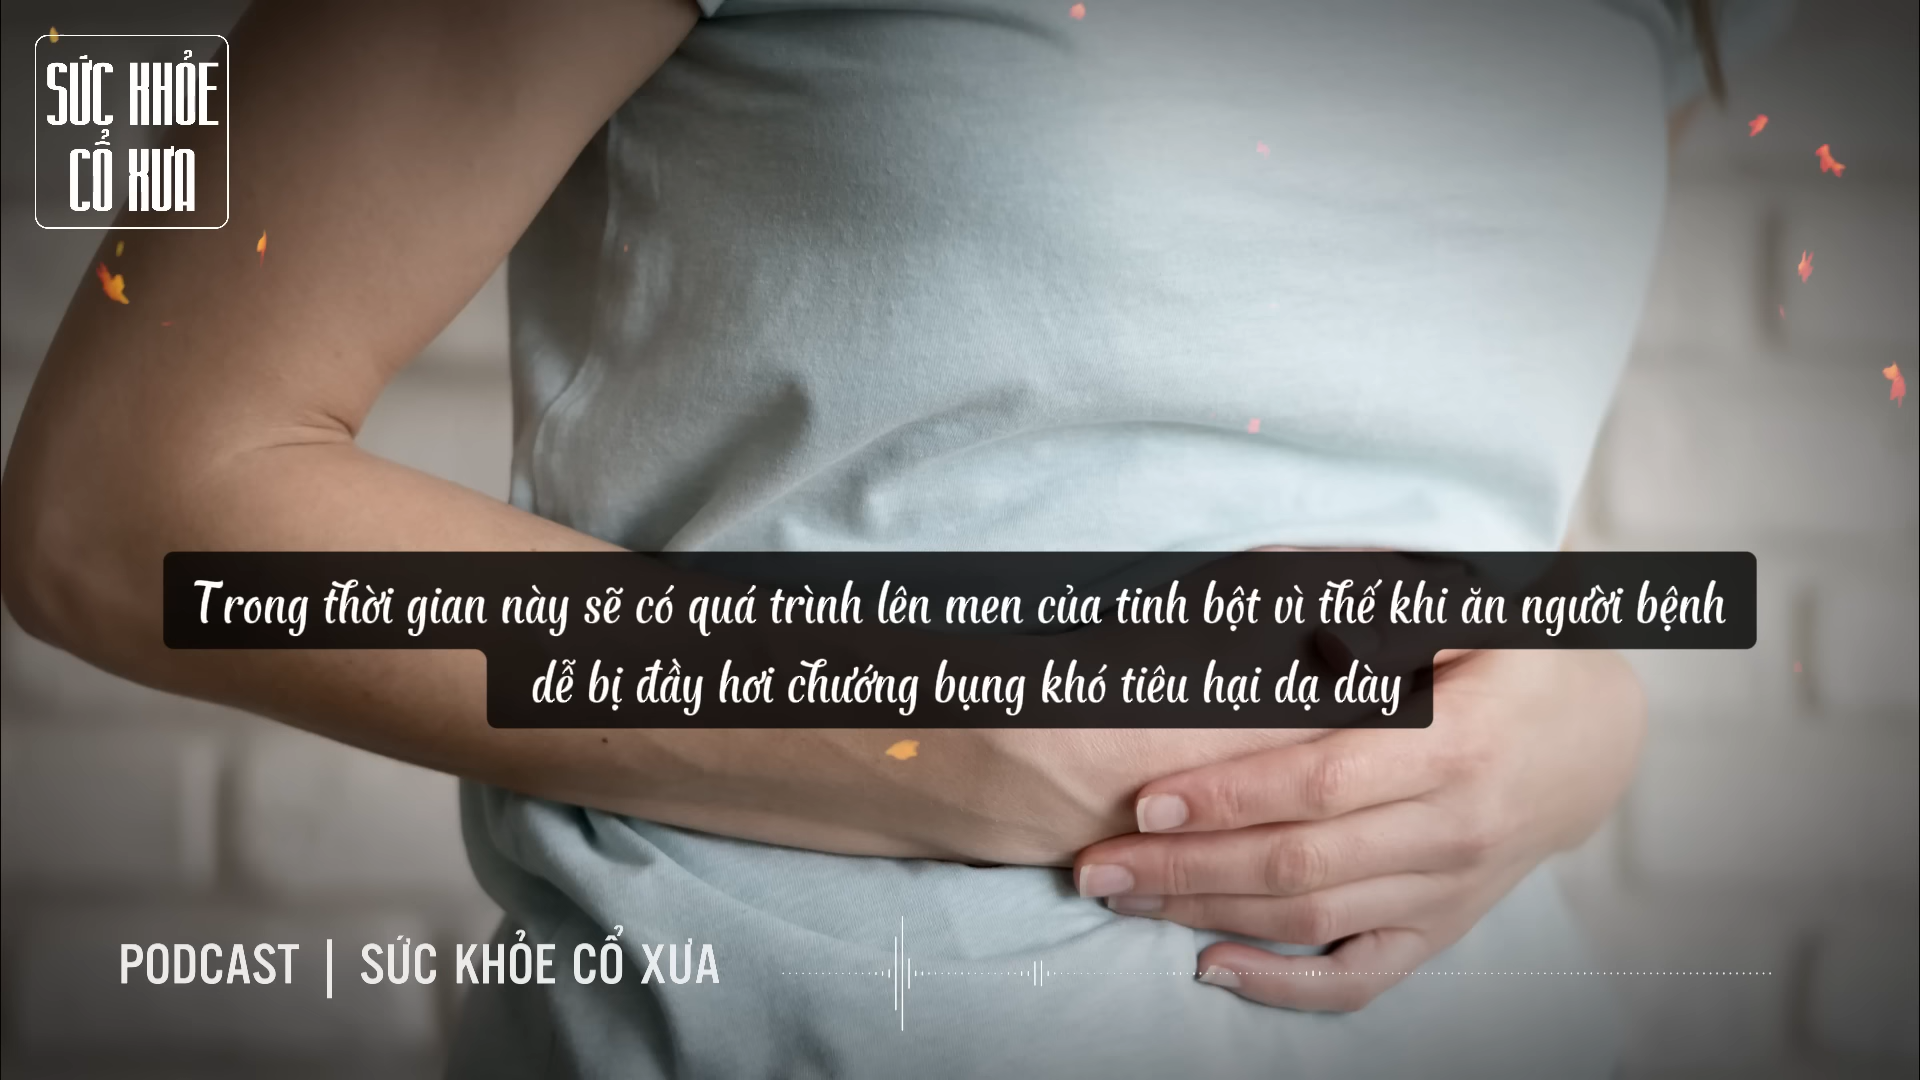 SỨC KHỎE
CỔ XƯA
Trong thời gian này sẽ có quá trình lên men của tinh bột vì thế khi ăn người bệnh
dễ bị đầy hơi chướng bụng khó tiêu hại dạ dày
PODCAST | SỨC KHỎE CỔ XƯA